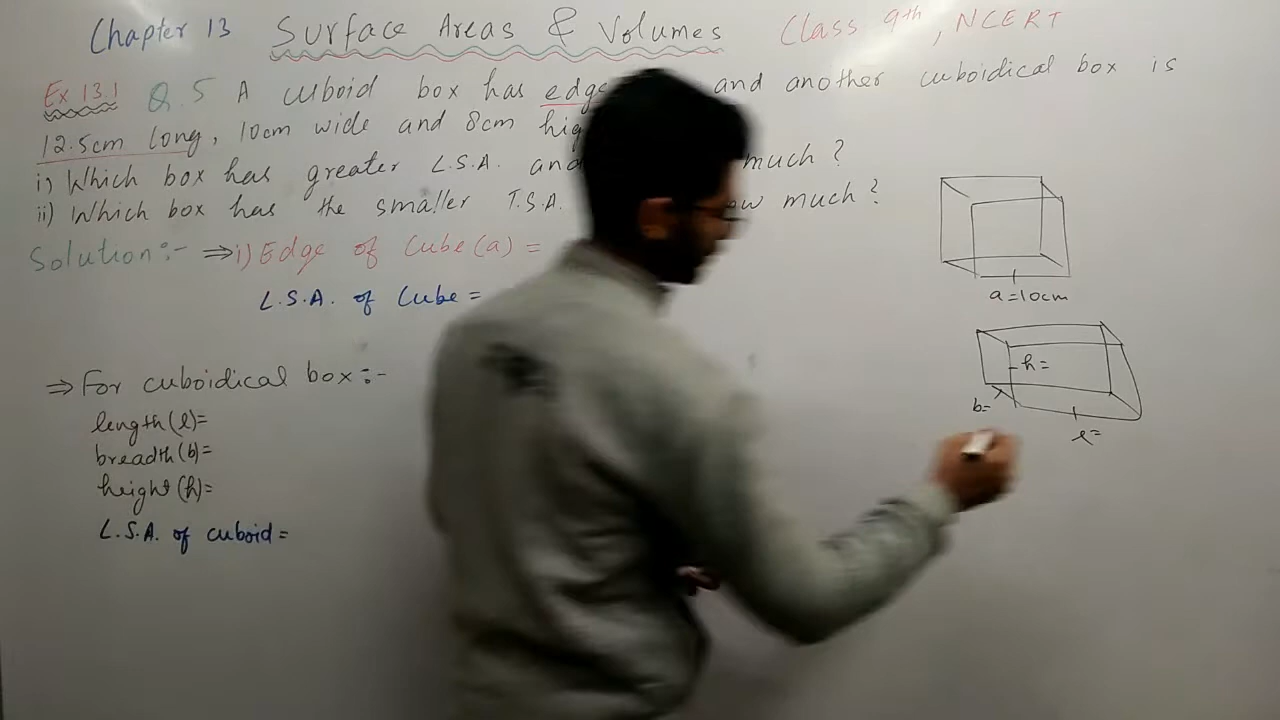 Chapter 13 Surface Areas & Volumes Class 9th, NCERT
Ex 13.1 Q.5 A cuboid box has edge and another cuboidical box is
12.5cm long, 10cm wide and 8cm hig
i) Which box has greater L.S.A. and much?
ii) Which box has the smaller T.S.A. ow much?
Solution:- ⇒ i) Edge of Cube (a) =
L.S.A. of Cube =
a=10cm
⇒ For cuboidical box:-
length (l)=
breadth (b)=
height (h)=
L.S.A. of cuboid =
h=
b=
l=